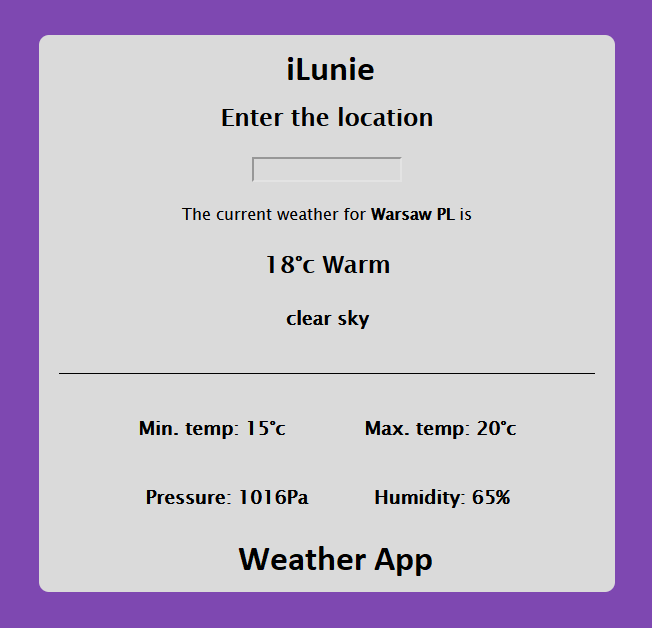 iLunie
Enter the location
The current weather for Warsaw PL is
18°c Warm
clear sky
Min. temp: 15°c
Max. temp: 20°c
Pressure: 1016Pa
Humidity: 65%
Weather App